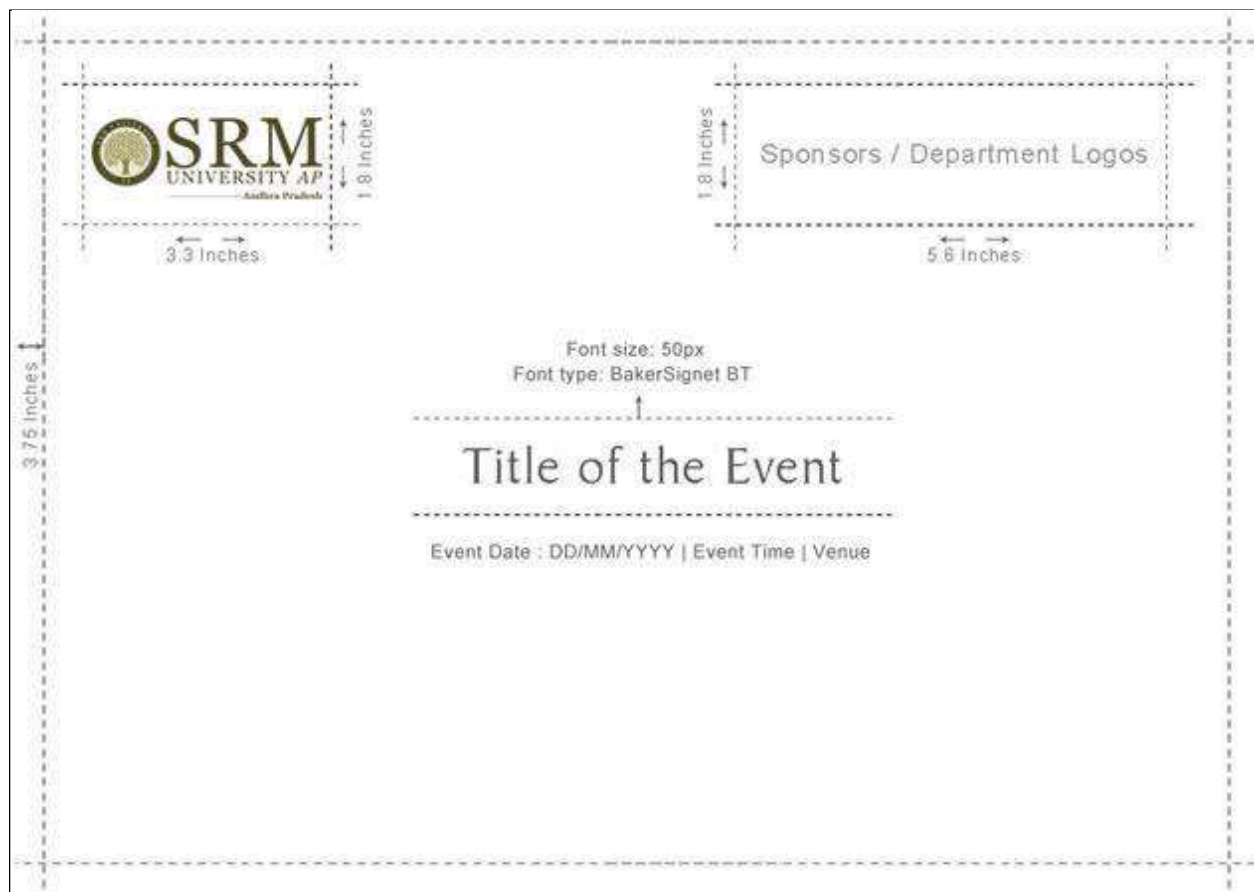 SRM
UNIVERSITY AP
Andhra Pradesh
1.8 Inches
3.3 Inches
1.8 Inches
Sponsors / Department Logos
5.6 Inches
3.75 Inches
Font size: 50px
Font type: BakerSignet BT
Title of the Event
Event Date : DD/MM/YYYY | Event Time | Venue